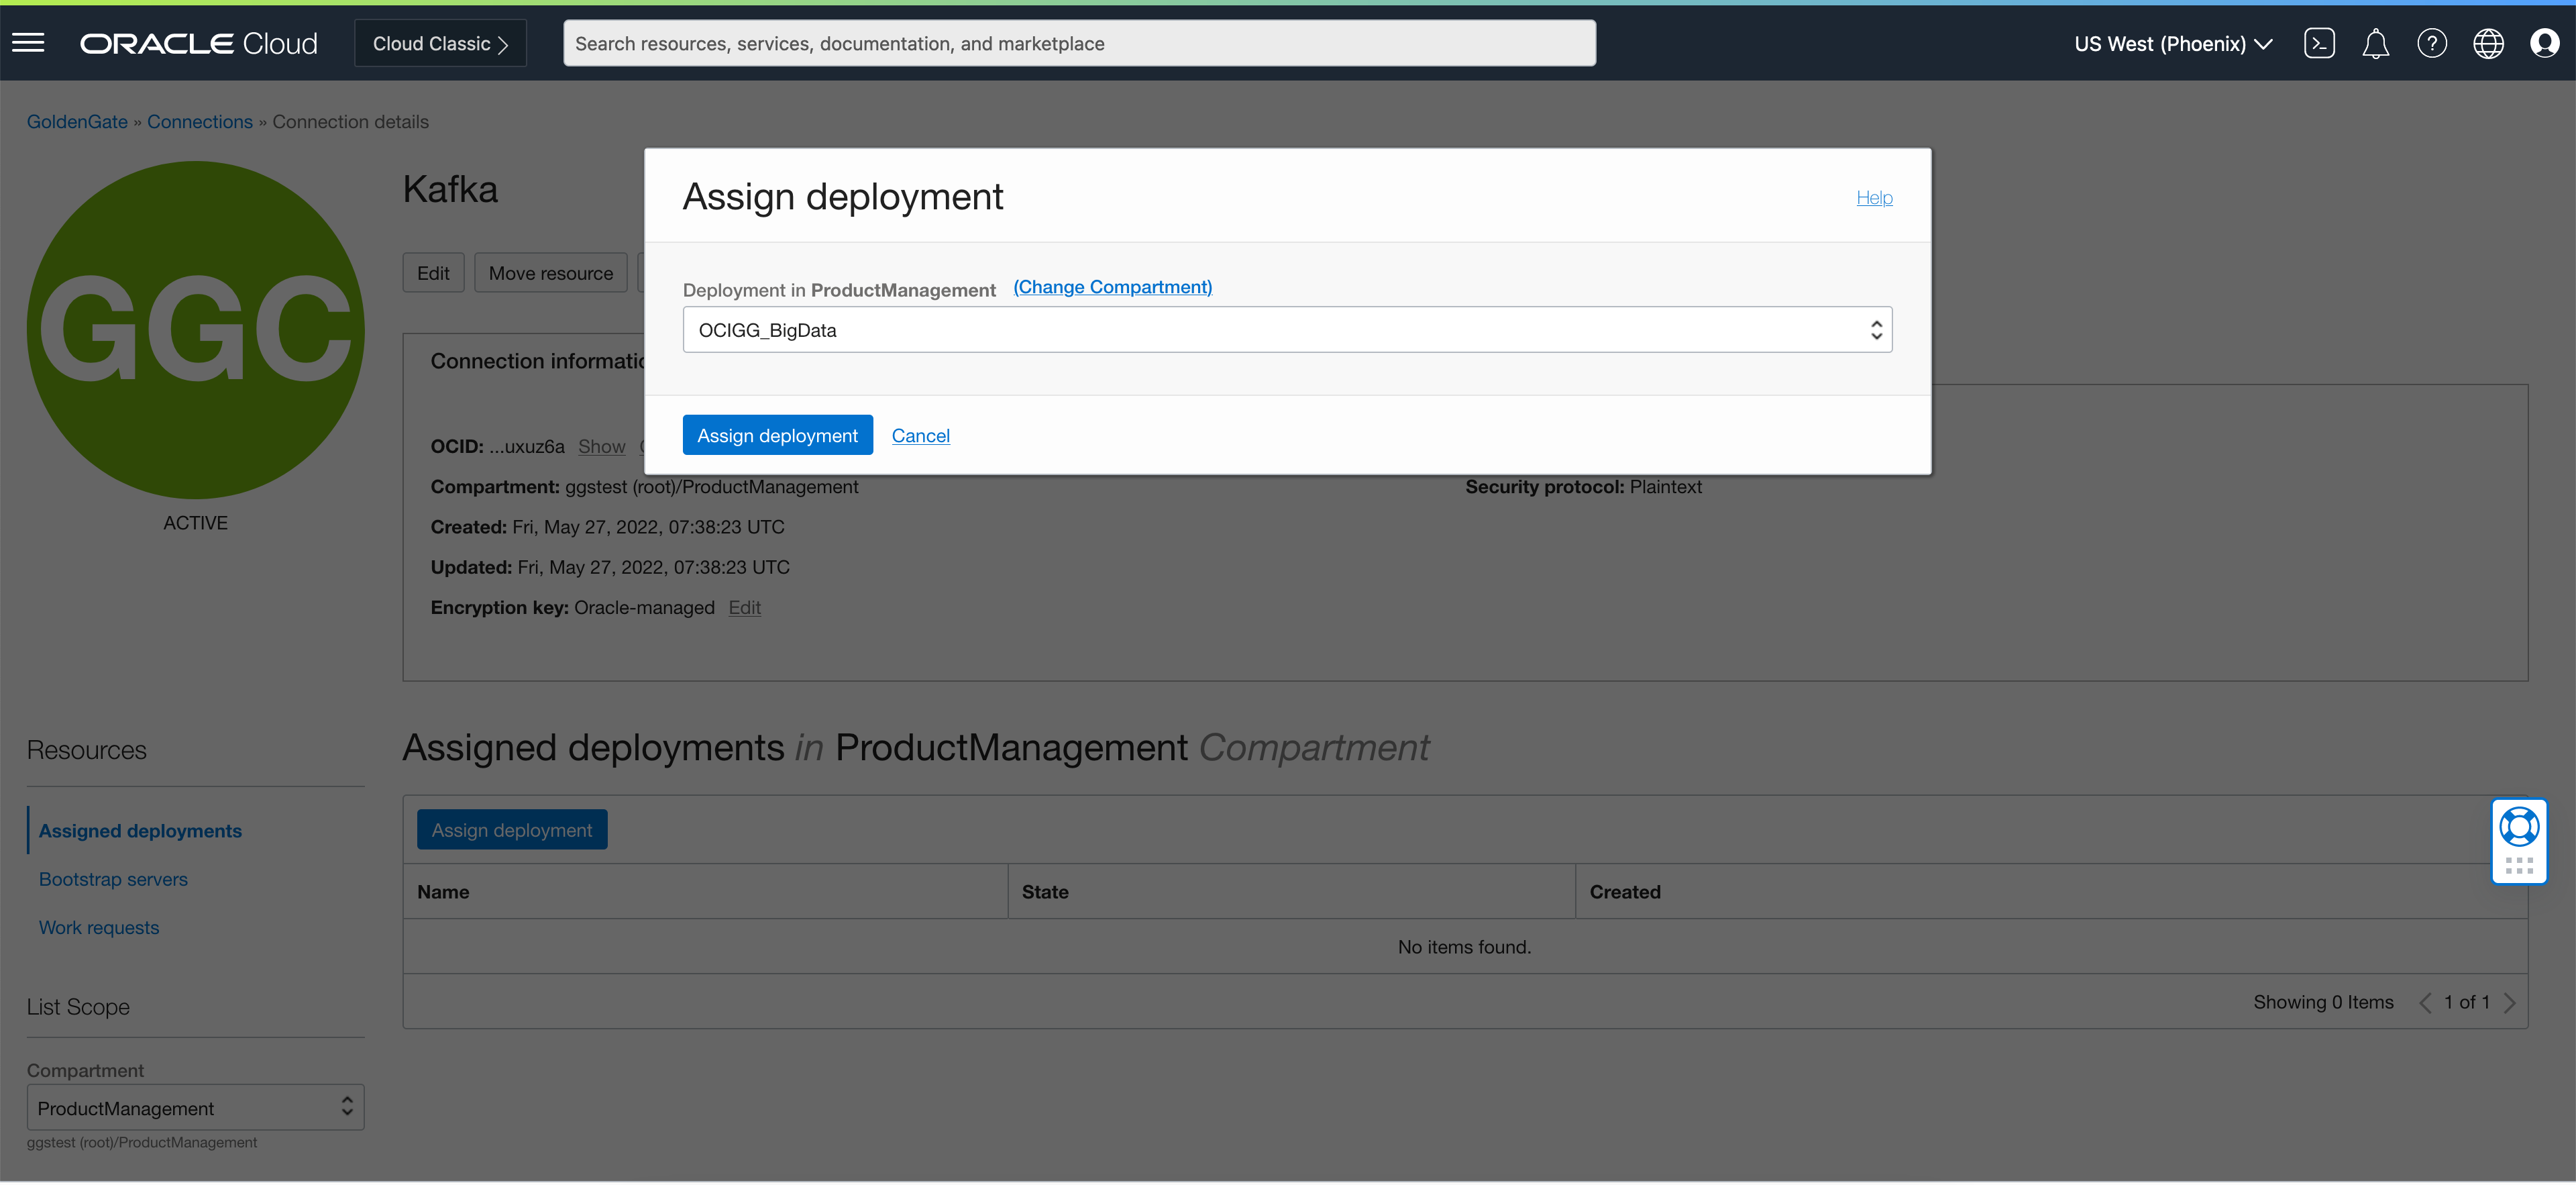 ORACLE Cloud
Cloud Classic
Search resources, services, documentation, and marketplace
US West (Phoenix)
GoldenGate » Connections » Connection details
GGC
ACTIVE
Kafka
Edit
Move resource
Assign deployment
Help
Deployment in ProductManagement (Change Compartment)
OCIGG_BigData
Assign deployment
Cancel
Connection
OCID: ...uxuz6a Show
Compartment: ggstest (root)/ProductManagement
Created: Fri, May 27, 2022, 07:38:23 UTC
Updated: Fri, May 27, 2022, 07:38:23 UTC
Encryption key: Oracle-managed Edit
Security protocol: Plaintext
Resources
Assigned deployments
Bootstrap servers
Work requests
List Scope
Compartment
ProductManagement
ggstest (root)/ProductManagement
Assigned deployments in ProductManagement Compartment
Assign deployment
Name State Created
No items found.
Showing 0 Items 1 of 1